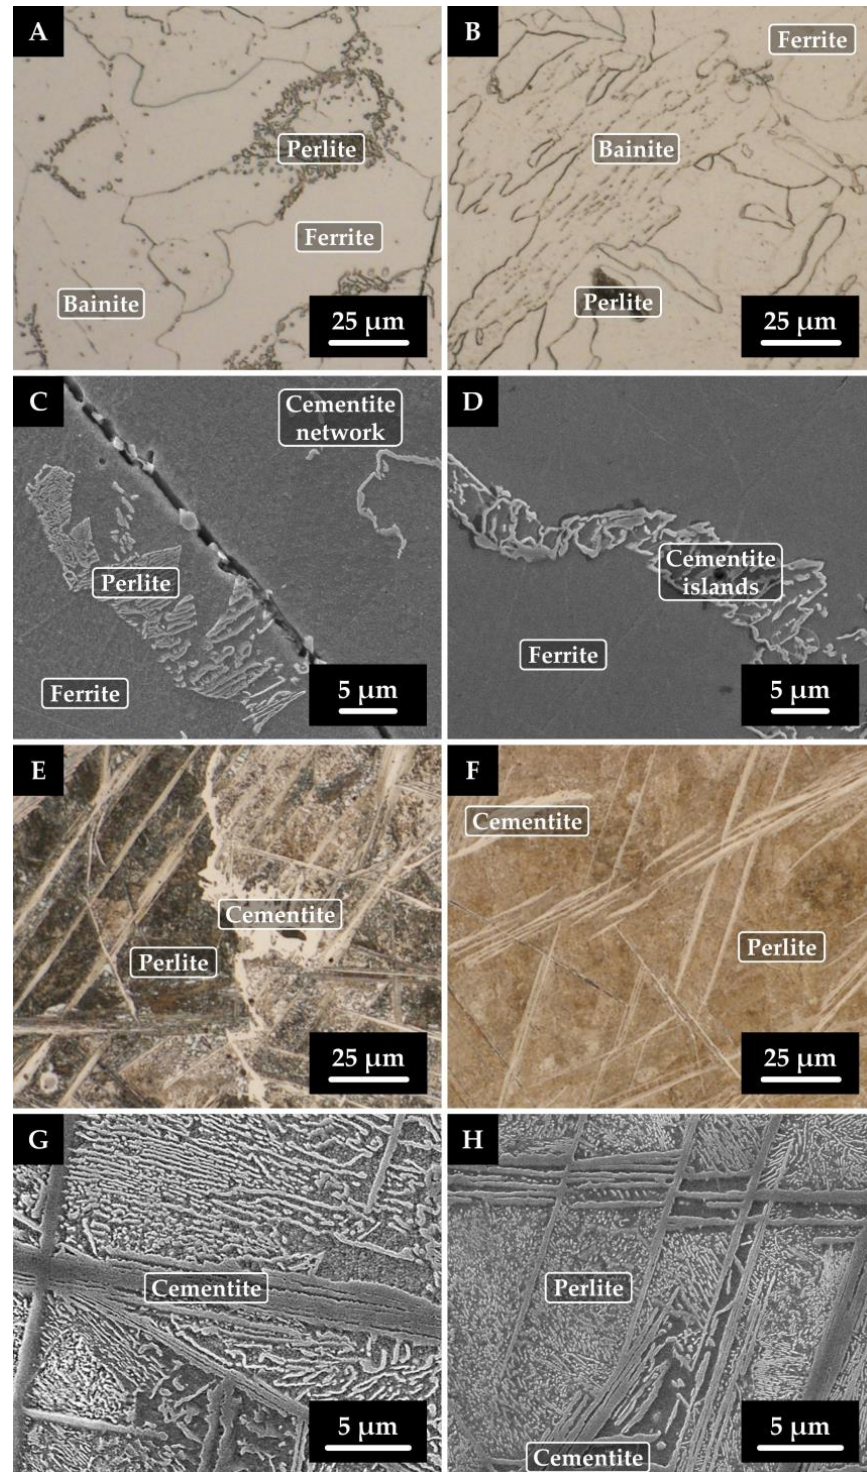 A
Perlite
Ferrite
Bainite
25 μm
B
Ferrite
Bainite
Perlite
25 μm
C
Cementite
network
Perlite
Ferrite
5 μm
D
Cementite
islands
Ferrite
5 μm
E
Cementite
Perlite
25 μm
F
Cementite
Perlite
25 μm
G
Cementite
5 μm
H
Perlite
Cementite
5 μm